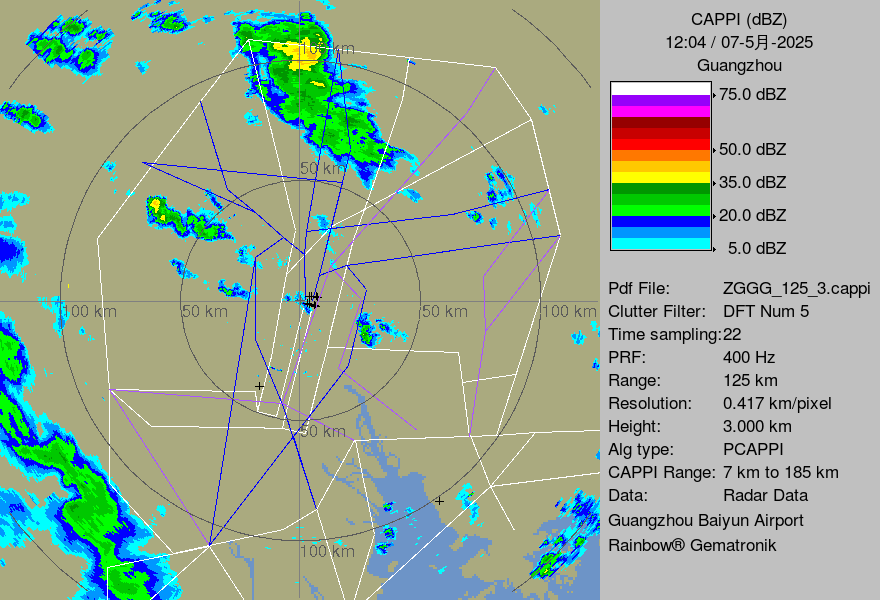 CAPPI (dBZ)
12:04 / 07-5月-2025
Guangzhou
75.0 dBZ
50.0 dBZ
35.0 dBZ
20.0 dBZ
5.0 dBZ
100 km
50 km
100 km
50 km
50 km
100 km
50 km
100 km
Pdf File: ZGGG_125_3.cappi
Clutter Filter: DFT Num 5
Time sampling:22
PRF: 400 Hz
Range: 125 km
Resolution: 0.417 km/pixel
Height: 3.000 km
Alg type: PCAPPI
CAPPI Range: 7 km to 185 km
Data: Radar Data
Guangzhou Baiyun Airport
Rainbow® Gematronik